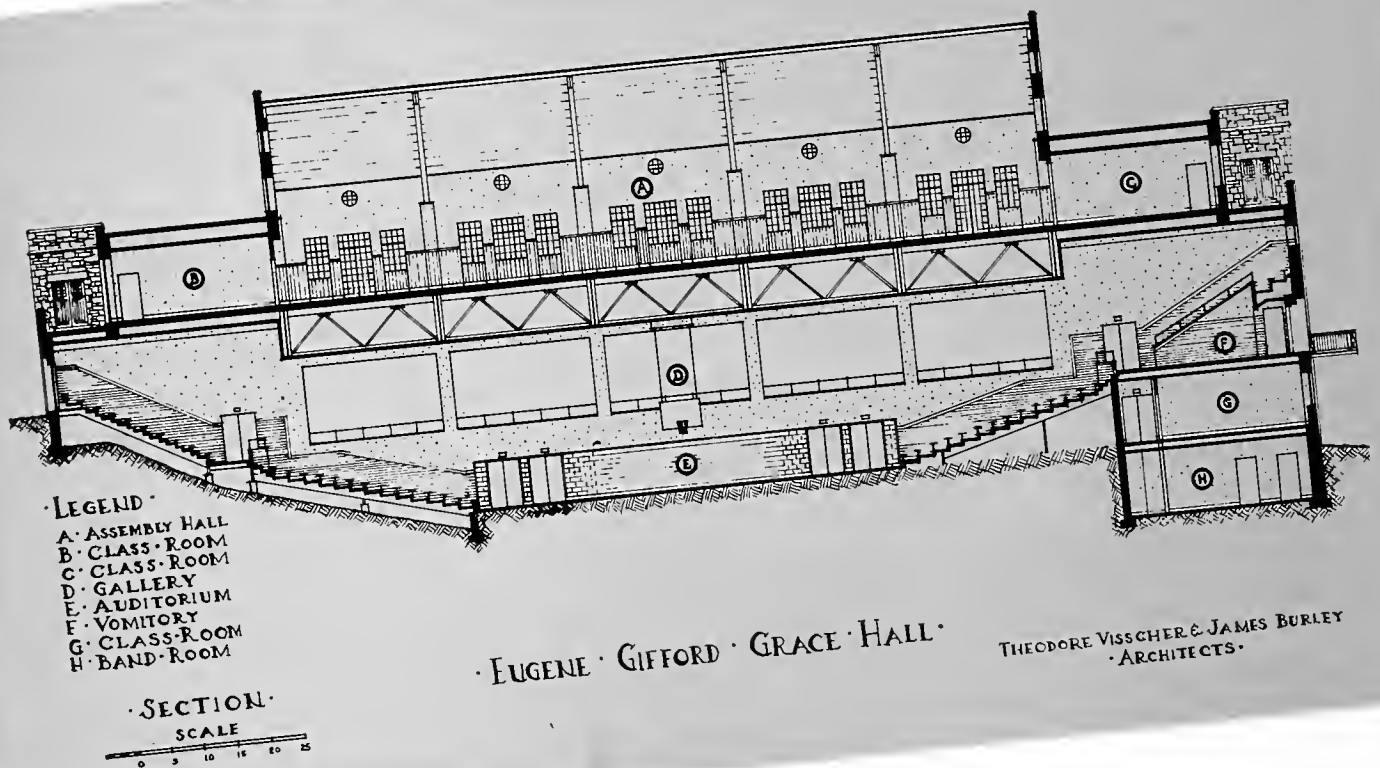 A
B
C
D
E
F
G
H
·LEGEND·
A·ASSEMBLY HALL
B·CLASS·ROOM
C·CLASS·ROOM
D·GALLERY
E·AUDITORIUM
F·VOMITORY
G·CLASS·ROOM
H·BAND·ROOM
·SECTION·
SCALE
0 5 10 15 20 25
·EUGENE·GIFFORD·GRACE·HALL·
THEODORE VISSCHER & JAMES BURLEY
·ARCHITECTS·